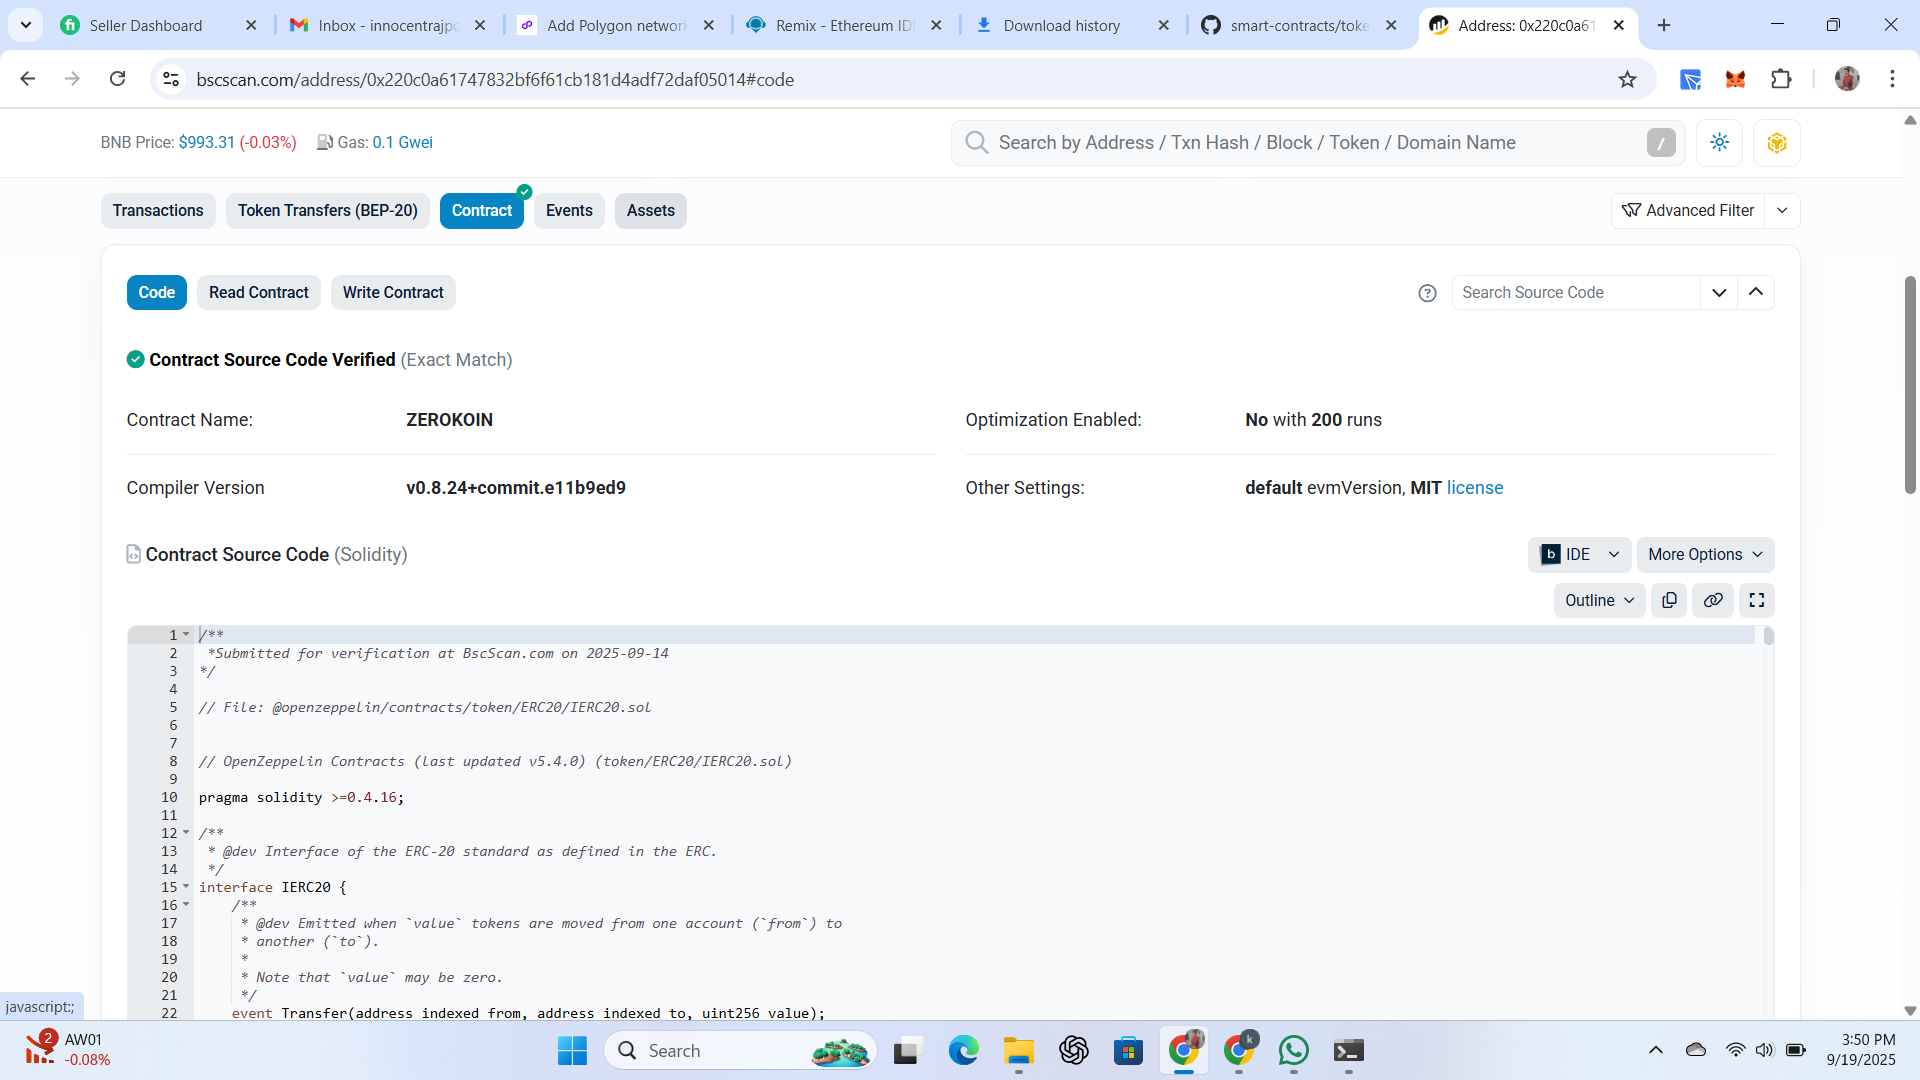 Seller Dashboard
Inbox - innocentrajpc
Add Polygon network
Remix - Ethereum ID
Download history
smart-contracts/toke
Address: 0x220c0a61
bscscan.com/address/0x220c0a61747832bf6f61cb181d4adf72daf05014#code
BNB Price: $993.31 (-0.03%) Gas: 0.1 Gwei
Search by Address / Txn Hash / Block / Token / Domain Name /
Transactions Token Transfers (BEP-20) Contract Events Assets
Advanced Filter
Code Read Contract Write Contract
Search Source Code
Contract Source Code Verified (Exact Match)
Contract Name: ZEROKOIN
Optimization Enabled: No with 200 runs
Compiler Version v0.8.24+commit.e11b9ed9
Other Settings: default evmVersion, MIT license
Contract Source Code (Solidity)
b IDE More Options
Outline
1 /**
2 *Submitted for verification at BscScan.com on 2025-09-14
3 */
4
5 // File: @openzeppelin/contracts/token/ERC20/IERC20.sol
6
7
8 // OpenZeppelin Contracts (last updated v5.4.0) (token/ERC20/IERC20.sol)
9
10 pragma solidity >=0.4.16;
11
12 /**
13 * @dev Interface of the ERC-20 standard as defined in the ERC.
14 */
15 interface IERC20 {
16 /**
17 * @dev Emitted when `value` tokens are moved from one account (`from`) to
18 * another (`to`).
19 *
20 * Note that `value` may be zero.
21 */
22 event Transfer(address indexed from, address indexed to, uint256 value);
javascript:;
2
AW01
-0.08%
Search
k
3:50 PM
9/19/2025